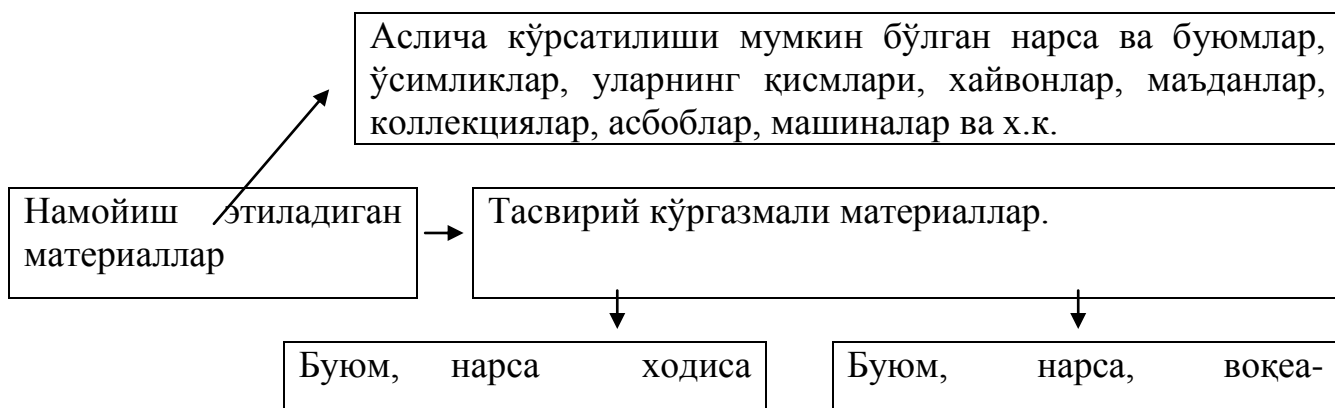 Аслича кўрсатилиши мумкин бўлган нарса ва буюмлар,
ўсимликлар, уларнинг қисмлари, хайвонлар, маъданлар,
коллекциялар, асбоблар, машиналар ва х.к.
Намойиш этиладиган
материаллар
Тасвирий кўргазмали материаллар.
Буюм, нарса ходиса
Буюм, нарса, воқеа-